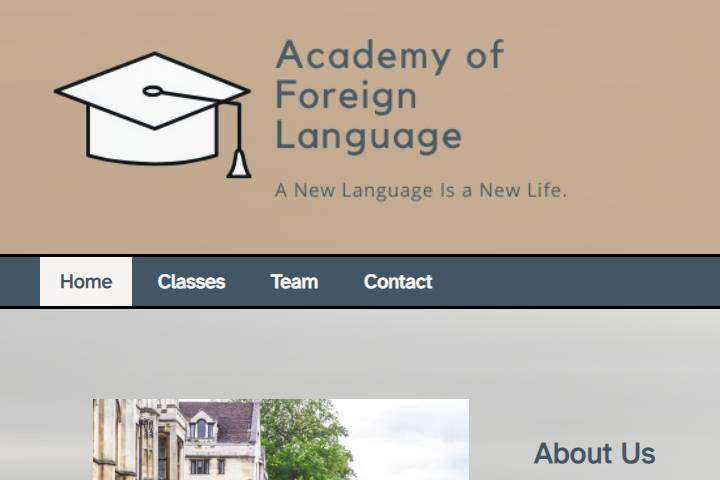 Academy of
Foreign
Language
A New Language Is a New Life.
Home Classes Team Contact
About Us